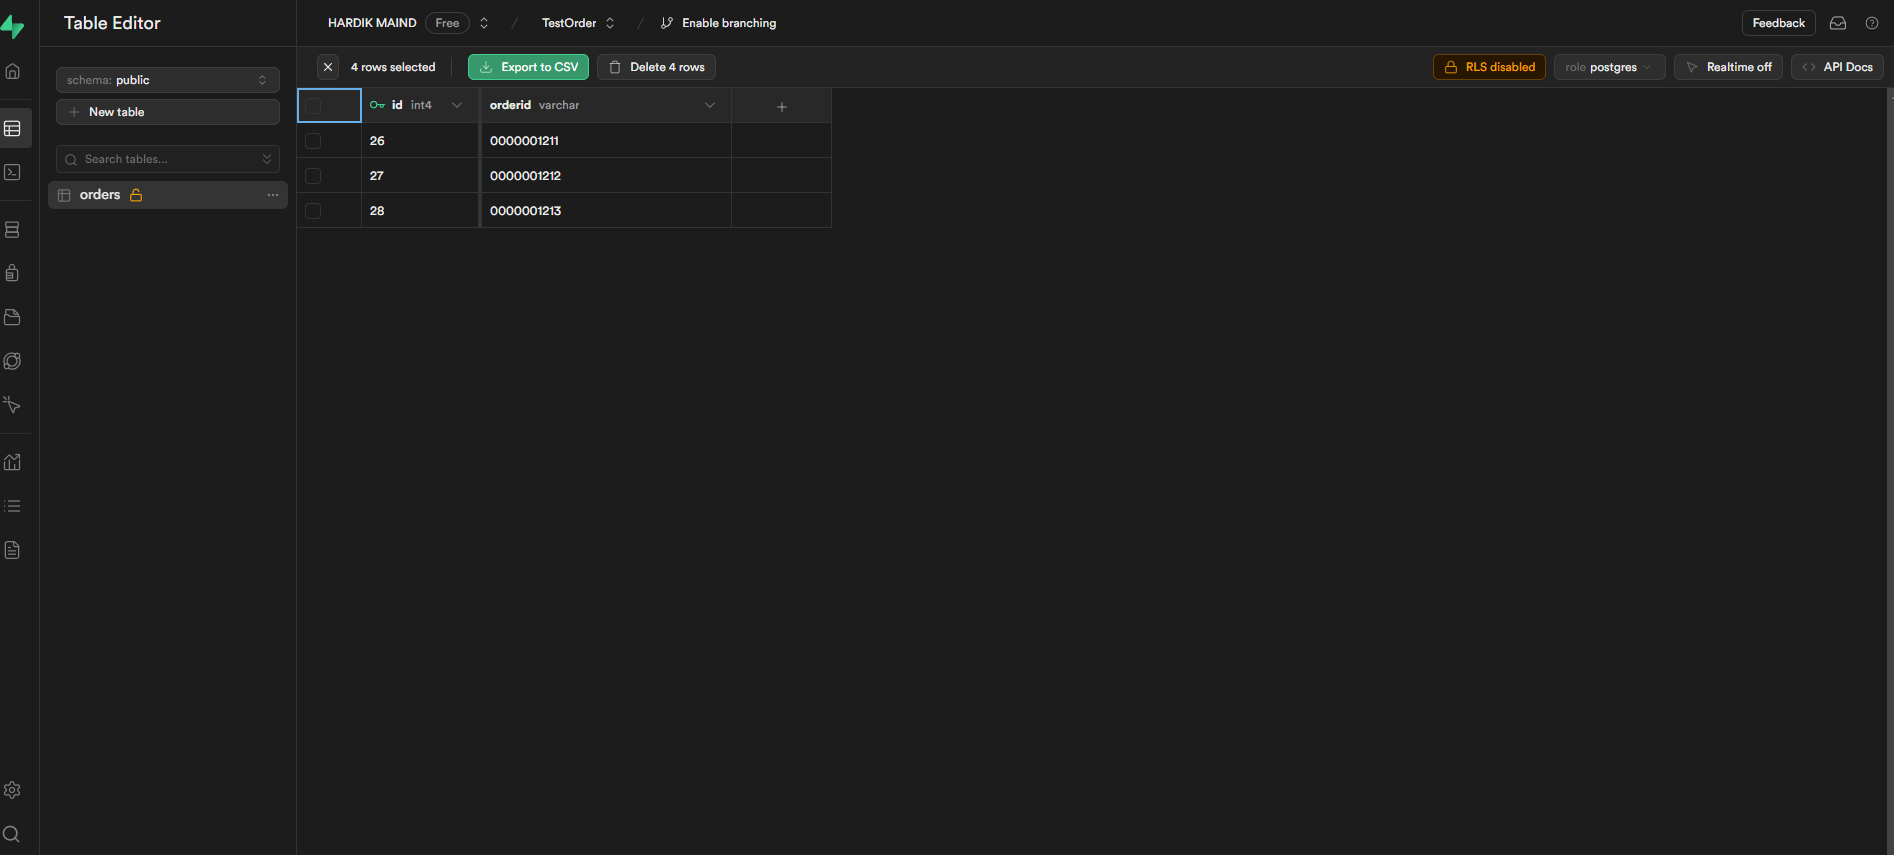 Table Editor
HARDIK MAIND Free / TestOrder / Enable branching
Feedback
schema: public
New table
Search tables...
orders
4 rows selected Export to CSV Delete 4 rows
RLS disabled role postgres Realtime off API Docs
id int4 orderid varchar
26 0000001211
27 0000001212
28 0000001213